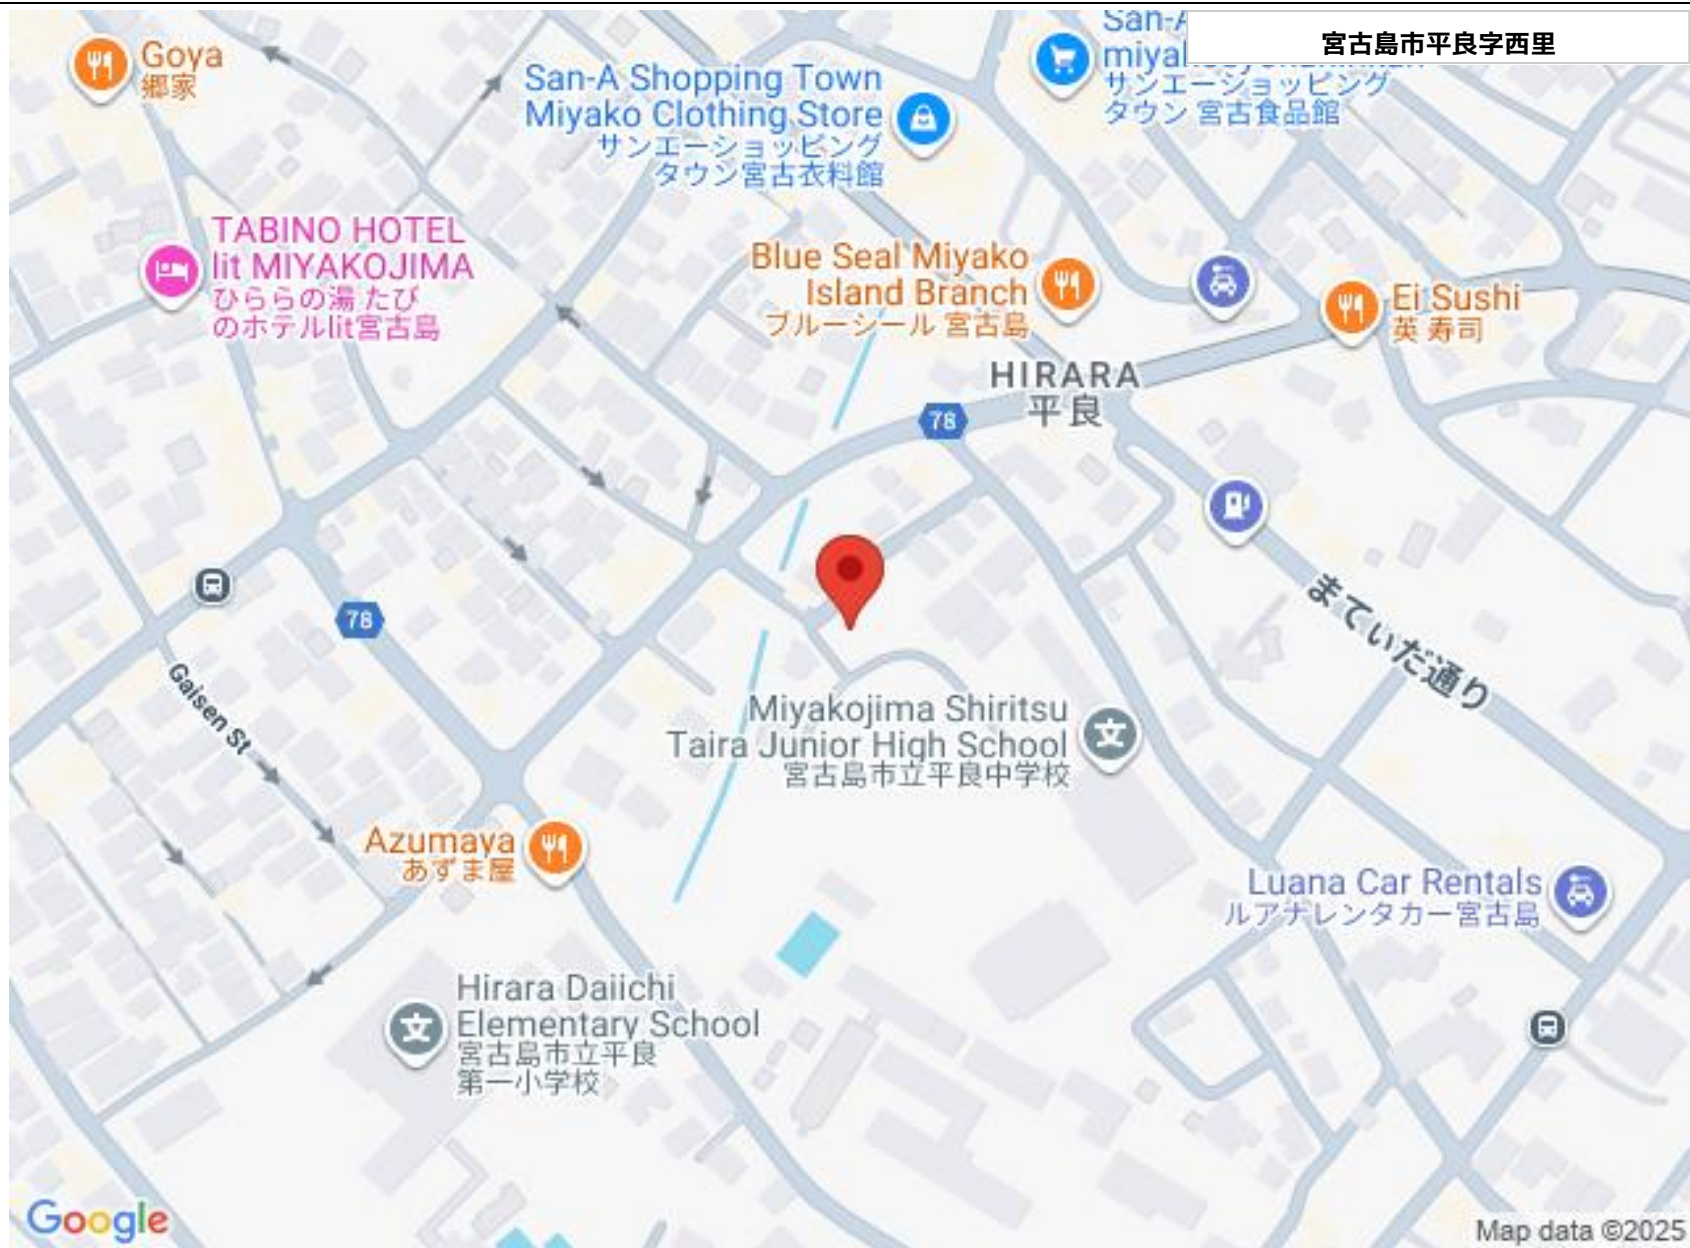 宮古島市平良字西里
Goya
郷家
San-A Shopping Town
Miyako Clothing Store
サンエーショッピング
タウン宮古衣料館
サンエーショッピング
タウン 宮古食品館
TABINO HOTEL
lit MIYAKOJIMA
ひららの湯 たび
のホテルlit宮古島
Blue Seal Miyako
Island Branch
ブルーシール 宮古島
Ei Sushi
英 寿司
HIRARA
平良
78
78
まてぃだ通り
Gaisen St
Miyakojima Shiritsu
Taira Junior High School
宮古島市立平良中学校
Azumaya
あずま屋
Luana Car Rentals
ルアナレンタカー宮古島
Hirara Daiichi
Elementary School
宮古島市立平良
第一小学校
Google
Map data ©2025